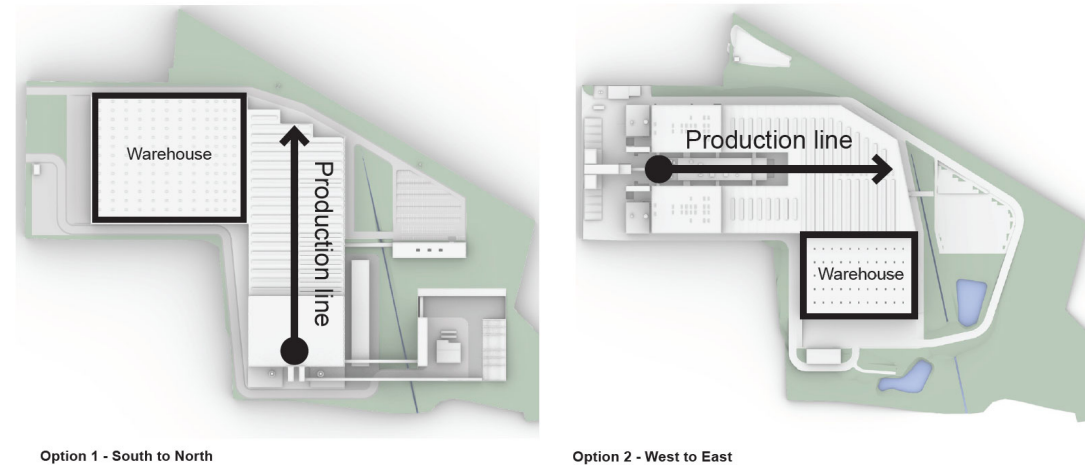 Warehouse
Production line
Option 1 - South to North
Production line
Warehouse
Option 2 - West to East